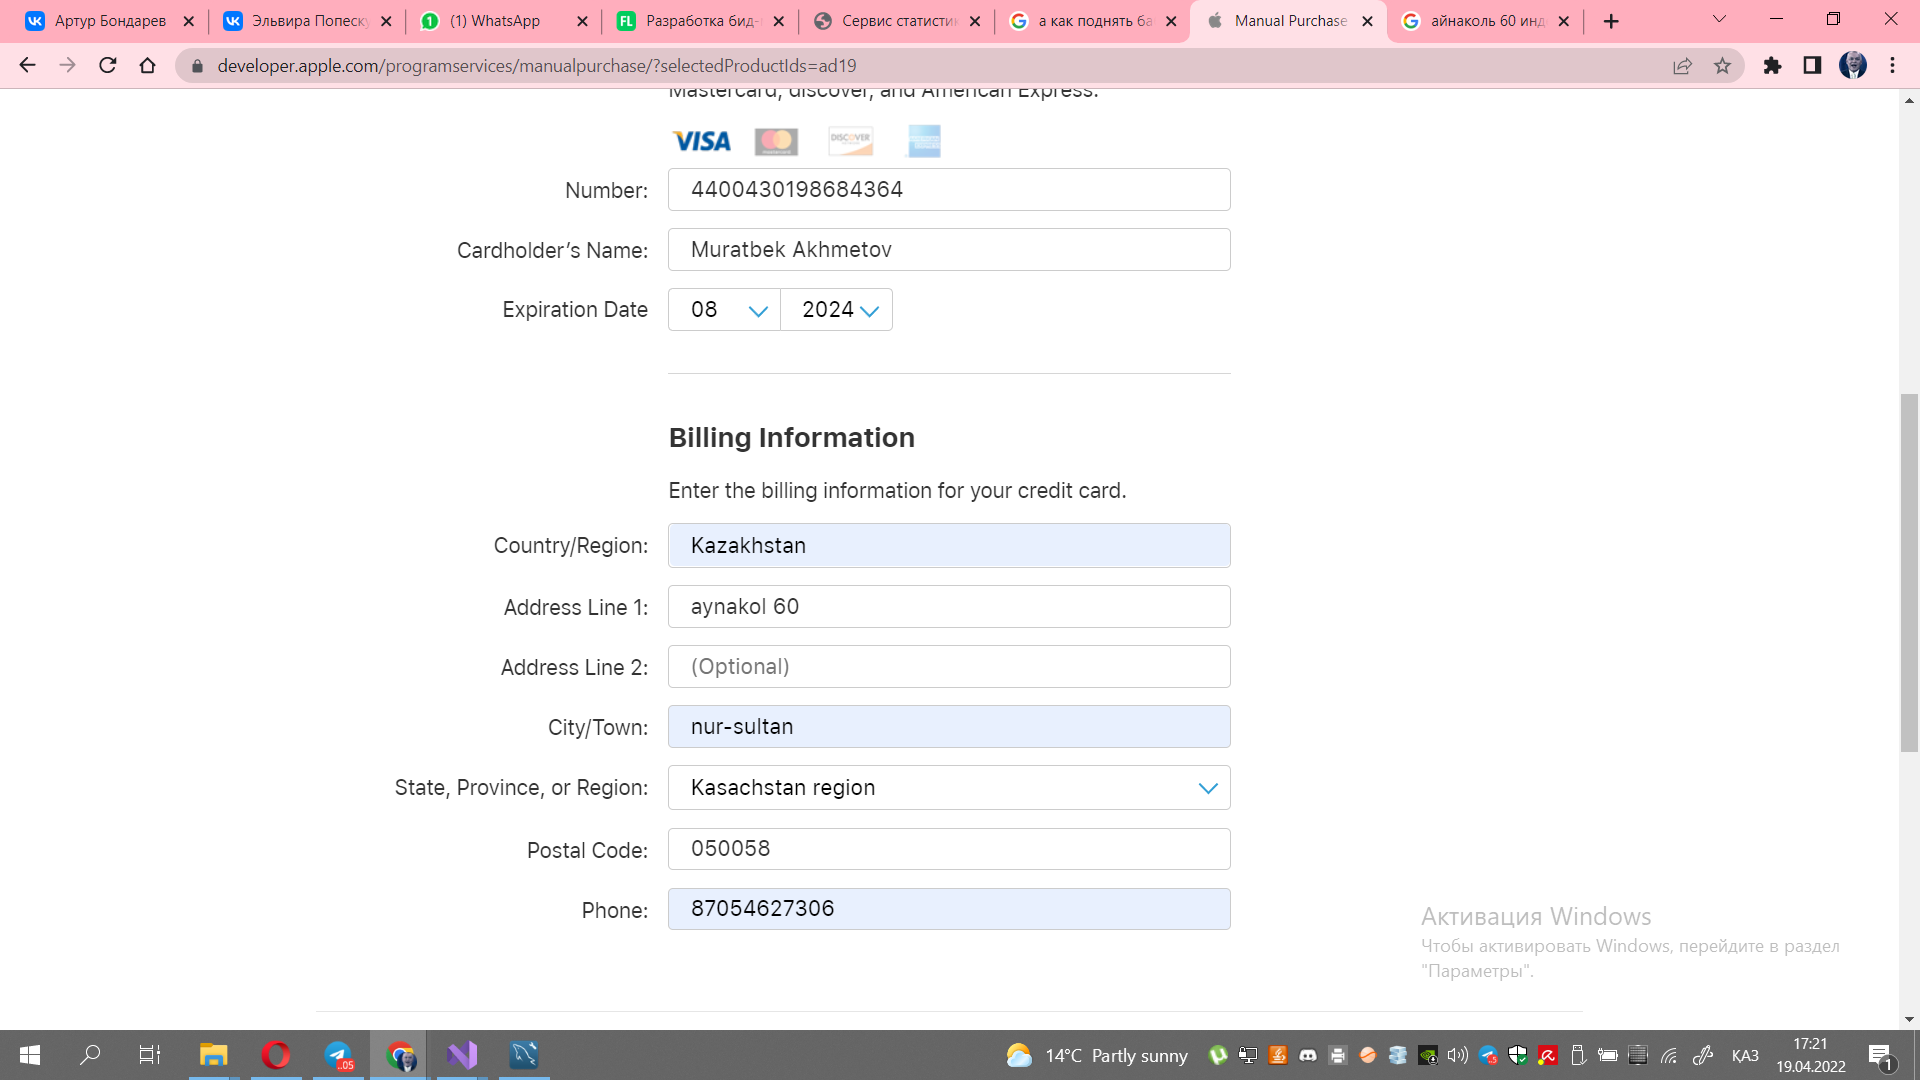 Артур Бондарев
Эльвира Попеску
(1) WhatsApp
Разработка бид-
Сервис статистик
а как поднять ба
Manual Purchase
айнаколь 60 инд
developer.apple.com/programservices/manualpurchase/?selectedProductIds=ad19
Mastercard, discover, and American Express.
VISA
mastercard
DISCOVER
Number: 4400430198684364
Cardholder’s Name: Muratbek Akhmetov
Expiration Date 08 2024
Billing Information
Enter the billing information for your credit card.
Country/Region: Kazakhstan
Address Line 1: aynakol 60
Address Line 2: (Optional)
City/Town: nur-sultan
State, Province, or Region: Kasachstan region
Postal Code: 050058
Phone: 87054627306
Активация Windows
Чтобы активировать Windows, перейдите в раздел
"Параметры".
14°C Partly sunny
ҚАЗ
17:21
19.04.2022
1